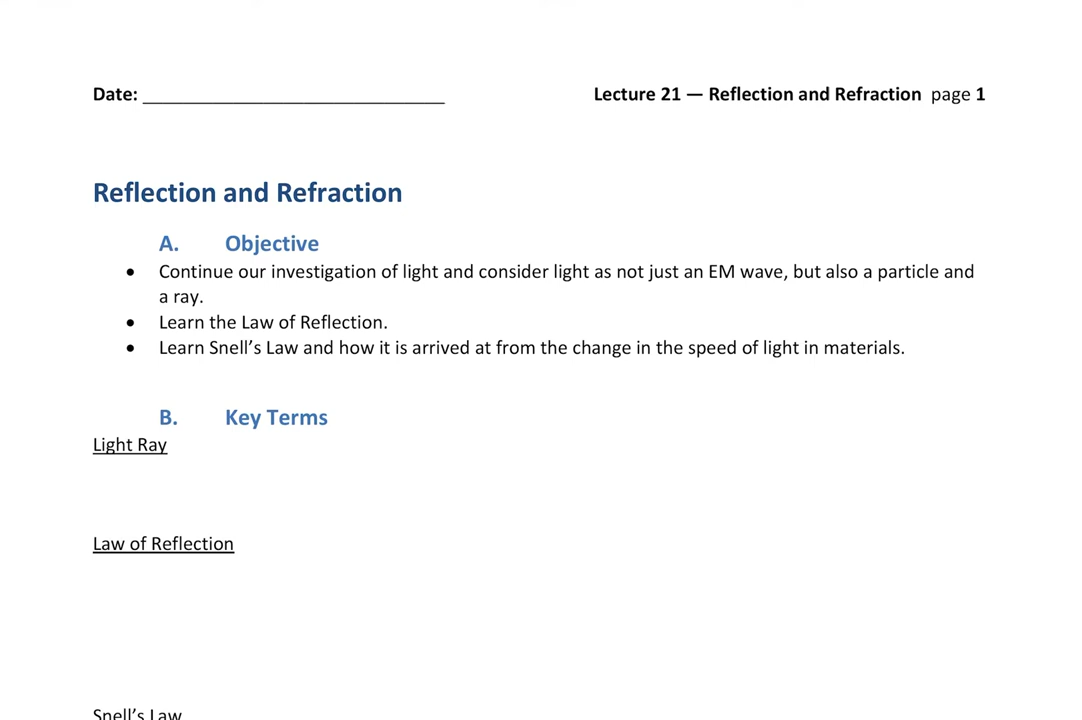 Date: ______________________________ Lecture 21 — Reflection and Refraction page 1
Reflection and Refraction
A. Objective
• Continue our investigation of light and consider light as not just an EM wave, but also a particle and
a ray.
• Learn the Law of Reflection.
• Learn Snell’s Law and how it is arrived at from the change in the speed of light in materials.
B. Key Terms
Light Ray
Law of Reflection
Snell’s Law